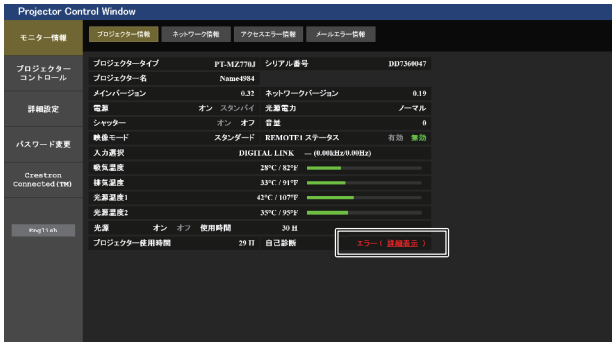 Projector Control Window
モニター情報
プロジェクター情報 ネットワーク情報 アクセスエラー情報 メールエラー情報
プロジェクター
コントロール
詳細設定
パスワード変更
Crestron
Connected(TM)
English
プロジェクタータイプ PT-MZ770J シリアル番号 DD7360047
プロジェクター名 Name4984
メインバージョン 0.32 ネットワークバージョン 0.19
電源 オン スタンバイ 光源電力 ノーマル
シャッター オン オフ 音量 0
映像モード スタンダード REMOTE1 ステータス 有効 無効
入力選択 DIGITAL LINK — (0.00kHz/0.00Hz)
吸気温度 28°C / 82°F
排気温度 33°C / 91°F
光源温度1 42°C / 107°F
光源温度2 35°C / 95°F
光源 オン オフ 使用時間 30 H
プロジェクター使用時間 29 H 自己診断 エラー ( 詳細表示 )